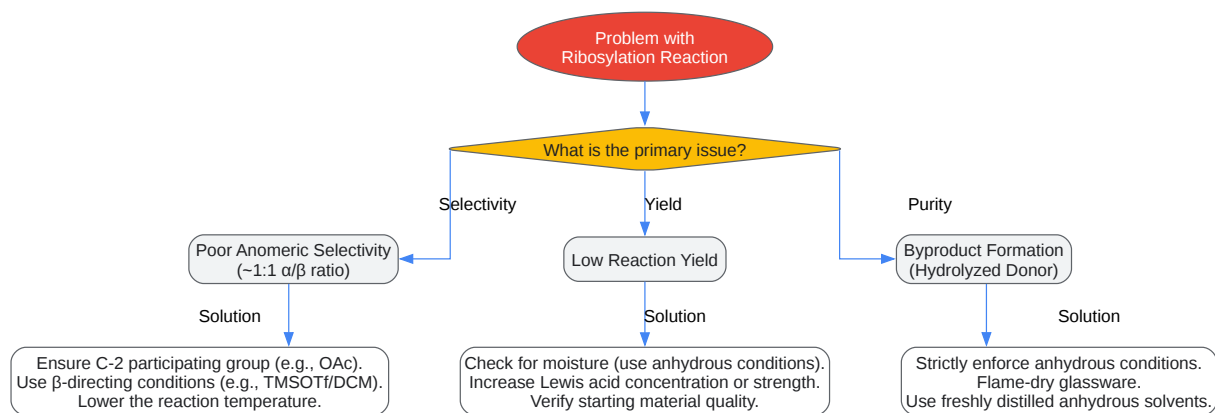 Problem with
Ribosylation Reaction
What is the primary issue?
Selectivity
Yield
Purity
Poor Anomeric Selectivity
(~1:1 α/β ratio)
Low Reaction Yield
Byproduct Formation
(Hydrolyzed Donor)
Solution
Solution
Solution
Ensure C-2 participating group (e.g., OAc).
Use β-directing conditions (e.g., TMSOTf/DCM).
Lower the reaction temperature.
Check for moisture (use anhydrous conditions).
Increase Lewis acid concentration or strength.
Verify starting material quality.
Strictly enforce anhydrous conditions.
Flame-dry glassware.
Use freshly distilled anhydrous solvents.